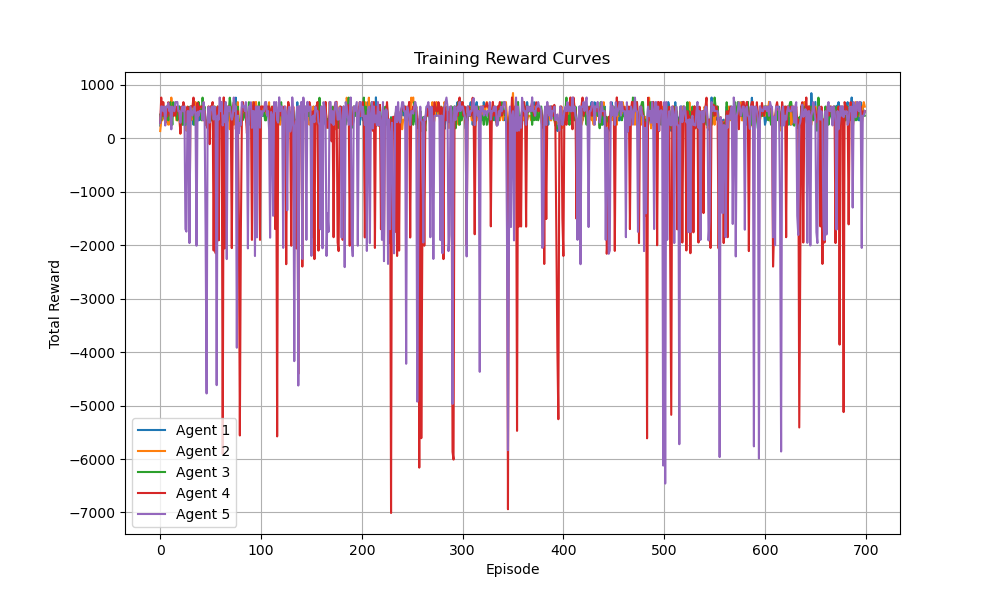 Training Reward Curves
1000
0
−1000
−2000
−3000
−4000
−5000
−6000
−7000
Total Reward
Agent 1
Agent 2
Agent 3
Agent 4
Agent 5
0 100 200 300 400 500 600 700
Episode